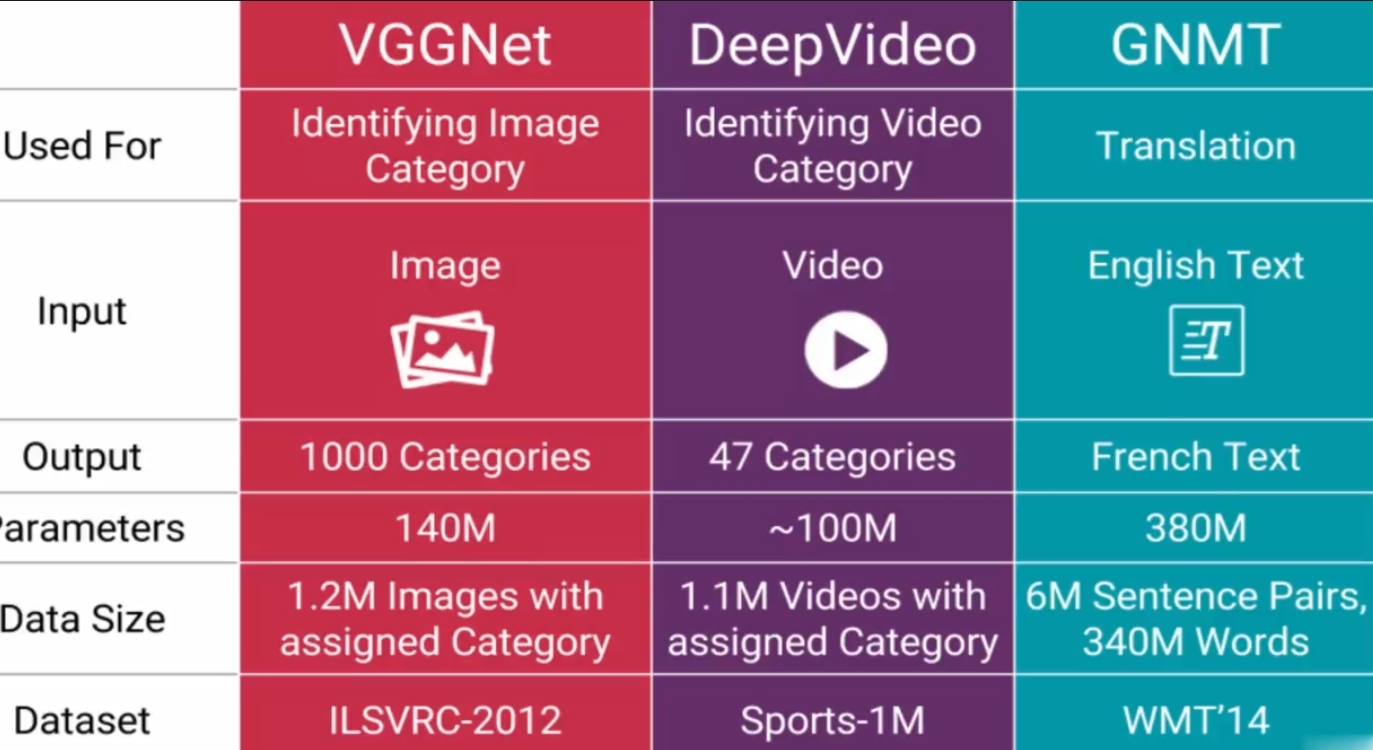 VGGNet DeepVideo GNMT
Used For
Identifying Image
Category
Identifying Video
Category
Translation
Input
Image
Video
English Text
T
Output 1000 Categories 47 Categories French Text
arameters 140M ~100M 380M
Data Size
1.2M Images with
assigned Category
1.1M Videos with
assigned Category
6M Sentence Pairs,
340M Words
Dataset ILSVRC-2012 Sports-1M WMT’14